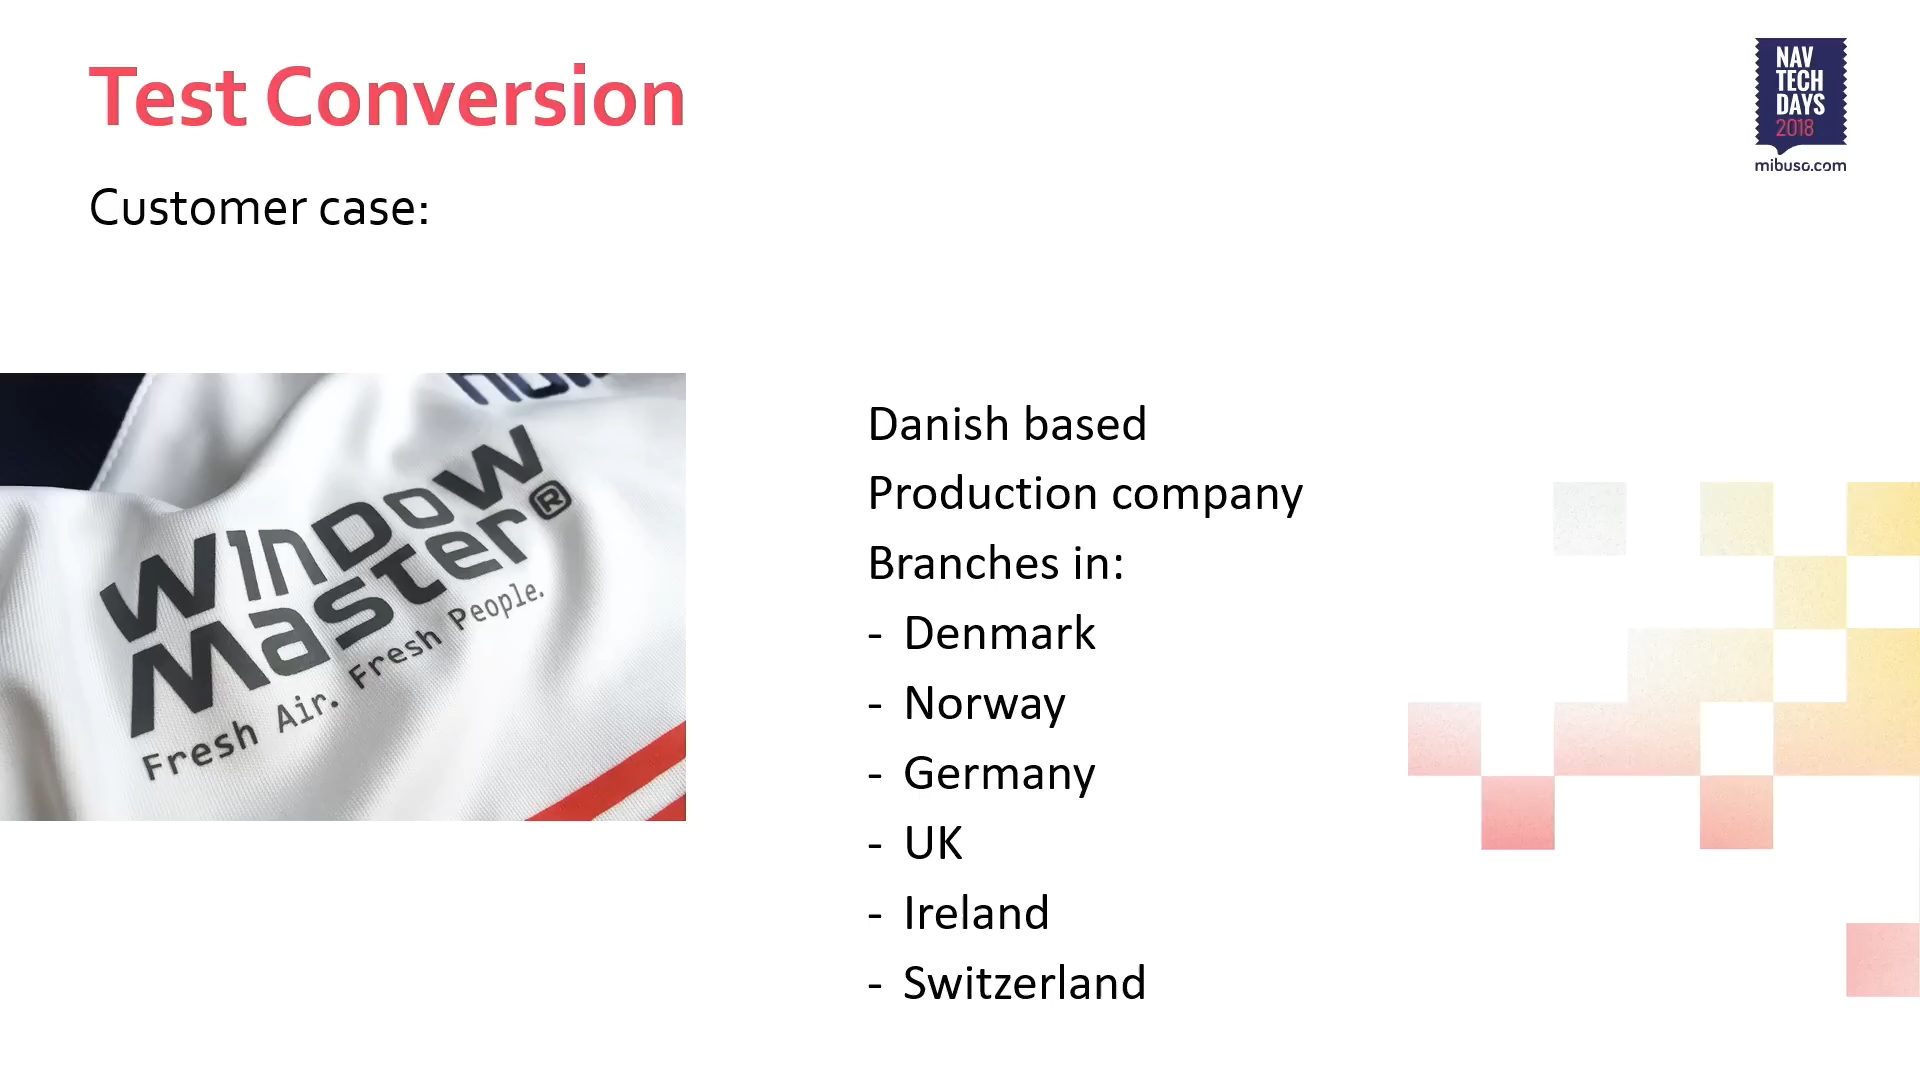 Test Conversion
NAV
TECH
DAYS
2018
mibuso.com
Customer case:
WINDOW
Master®
Fresh Air. Fresh People.
Danish based
Production company
Branches in:
- Denmark
- Norway
- Germany
- UK
- Ireland
- Switzerland